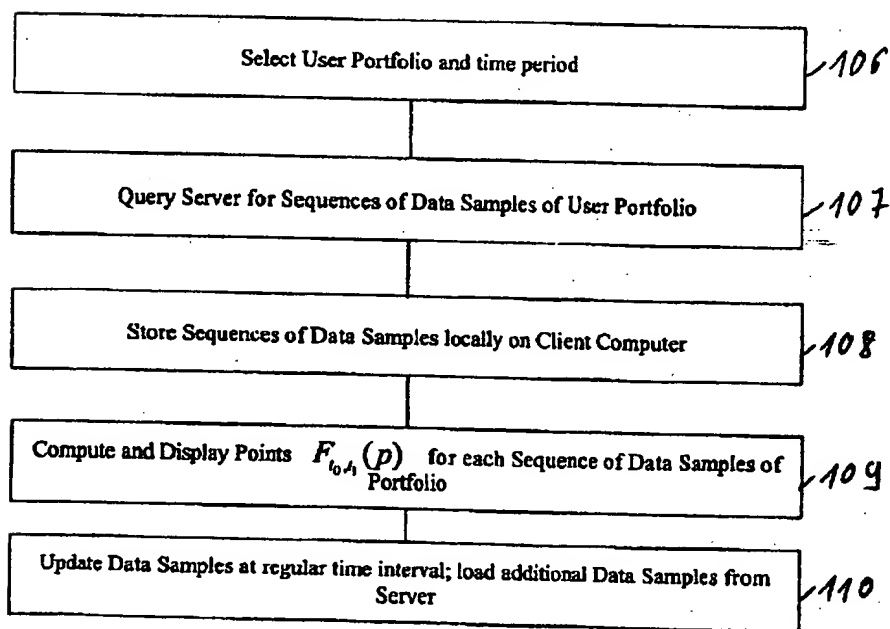 Select User Portfolio and time period
106
Query Server for Sequences of Data Samples of User Portfolio
107
Store Sequences of Data Samples locally on Client Computer
108
Compute and Display Points F_{t_0,t_1}(p) for each Sequence of Data Samples of
Portfolio
109
Update Data Samples at regular time interval; load additional Data Samples from
Server
110